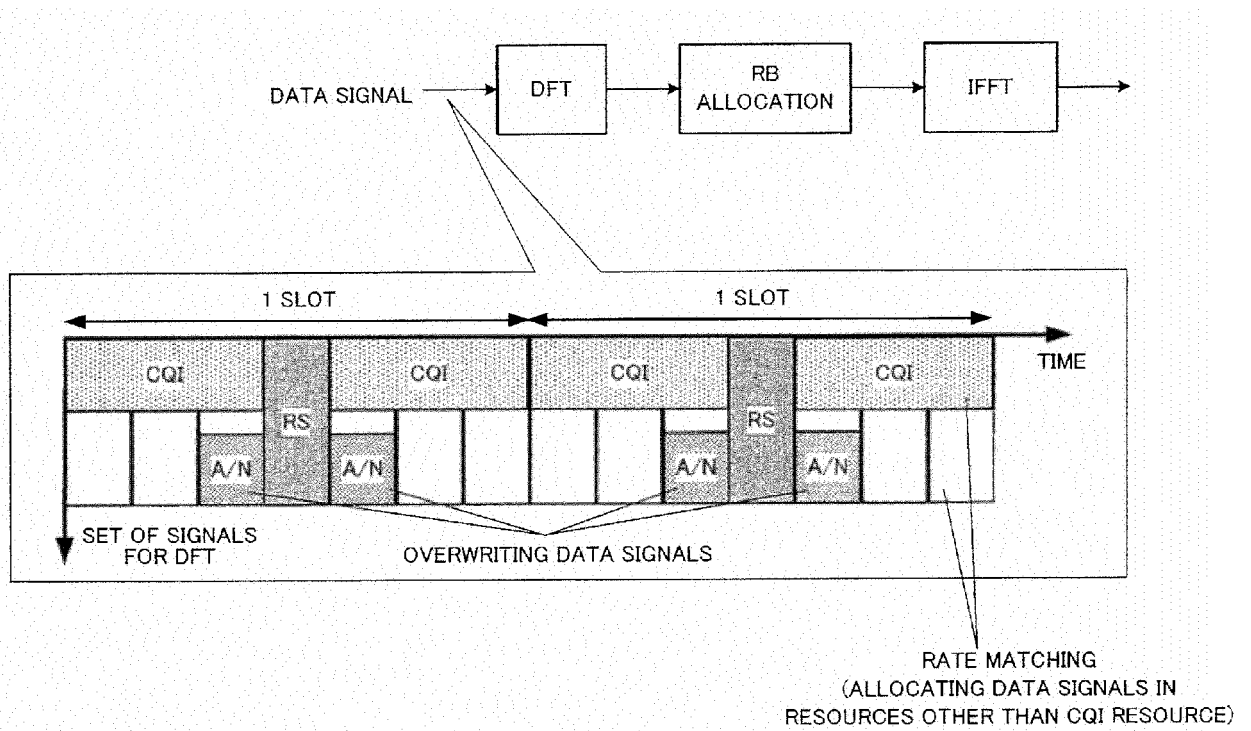 DATA SIGNAL
DFT
RB
ALLOCATION
IFFT
1 SLOT
1 SLOT
TIME
CQI
CQI
CQI
CQI
RS
RS
A/N
A/N
A/N
A/N
SET OF SIGNALS
FOR DFT
OVERWRITING DATA SIGNALS
RATE MATCHING
(ALLOCATING DATA SIGNALS IN
RESOURCES OTHER THAN CQI RESOURCE)